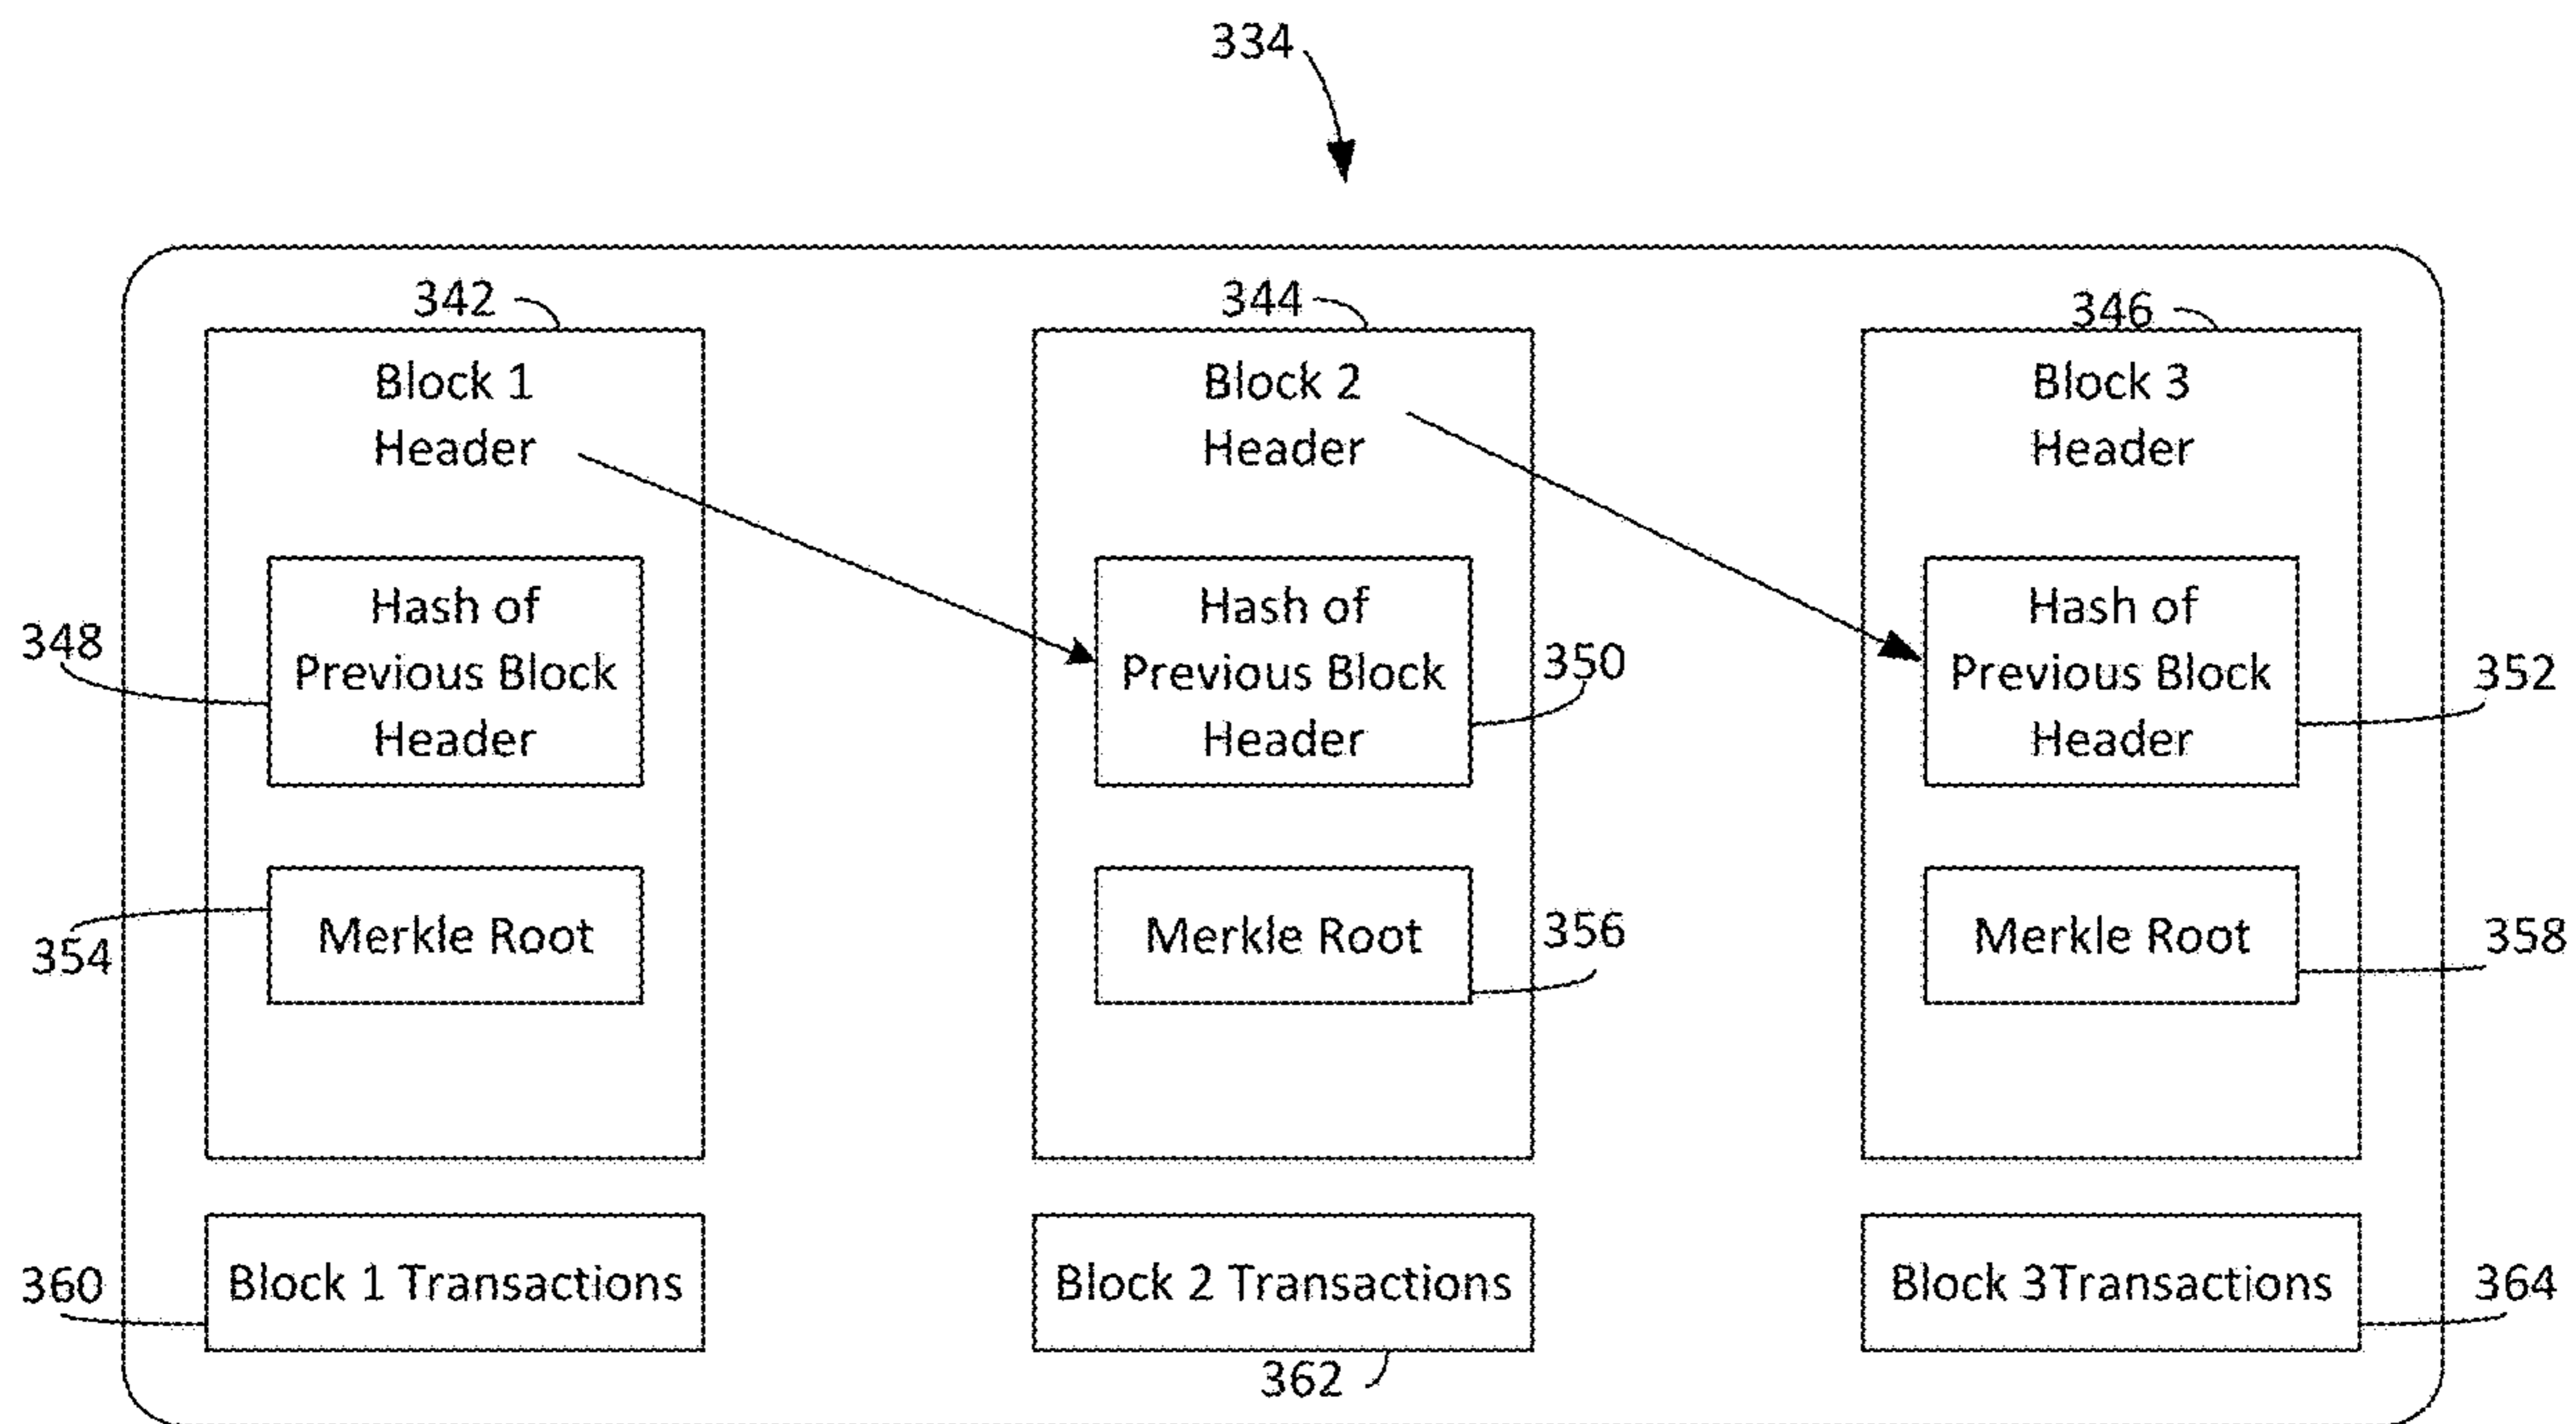 334
342
344
346
Block 1
Header
Block 2
Header
Block 3
Header
348
Hash of
Previous Block
Header
Hash of
Previous Block
Header
350
Hash of
Previous Block
Header
352
354
Merkle Root
Merkle Root
356
Merkle Root
358
360
Block 1 Transactions
Block 2 Transactions
362
Block 3Transactions
364